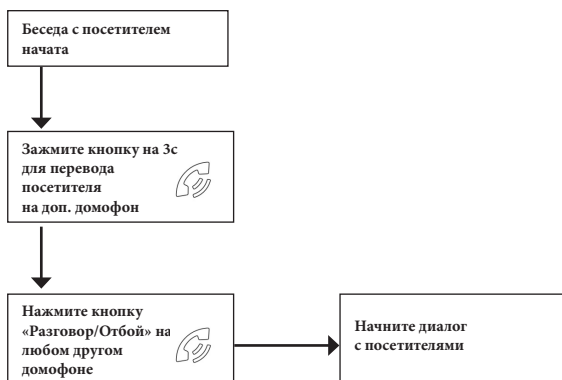 Беседа с посетителем
начата
Зажмите кнопку на 3с
для перевода
посетителя
на доп. домофон
Нажмите кнопку
«Разговор/Отбой» на
любом другом
домофоне
Начните диалог
с посетителями